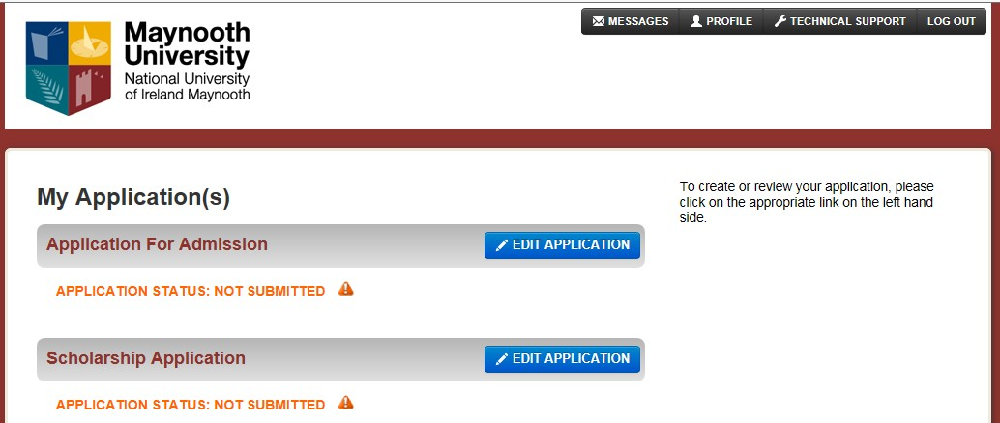 Maynooth
University
National University
of Ireland Maynooth
MESSAGES PROFILE TECHNICAL SUPPORT LOG OUT
My Application(s)
Application For Admission EDIT APPLICATION
APPLICATION STATUS: NOT SUBMITTED
Scholarship Application EDIT APPLICATION
APPLICATION STATUS: NOT SUBMITTED
To create or review your application, please
click on the appropriate link on the left hand
side.